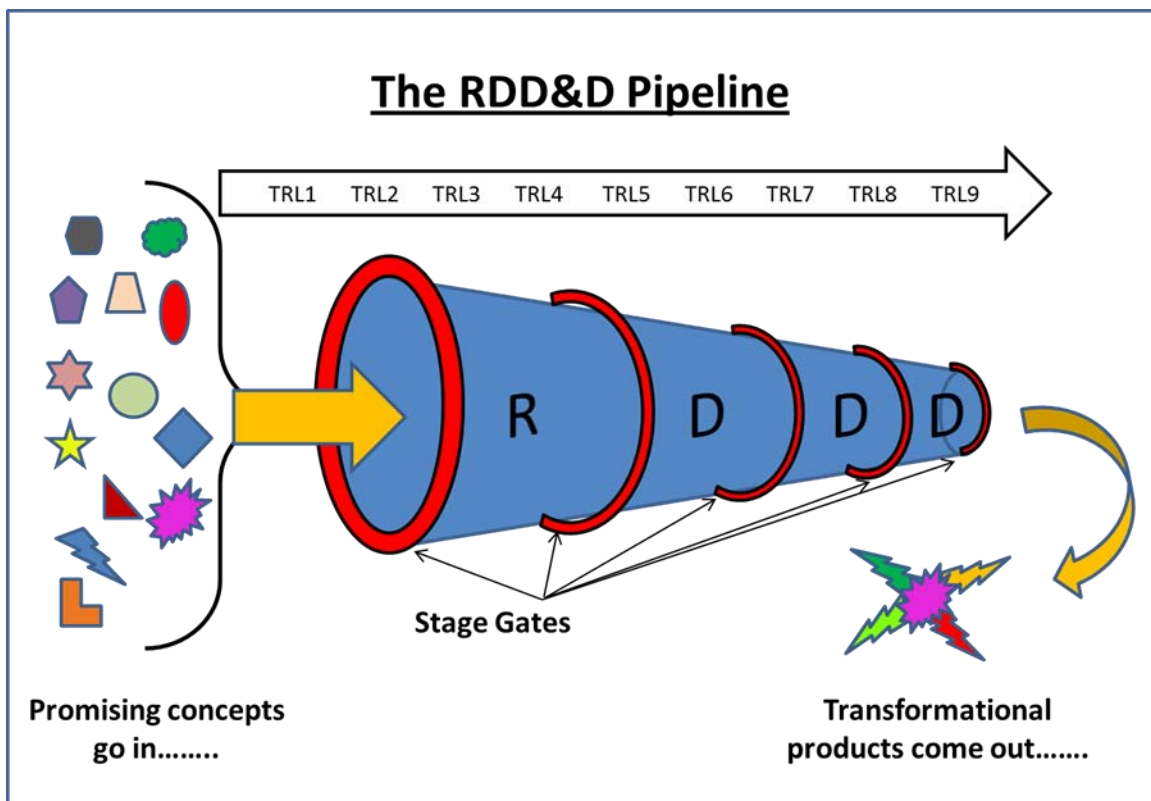 The RDD&D Pipeline
TRL1 TRL2 TRL3 TRL4 TRL5 TRL6 TRL7 TRL8 TRL9
R D D D
Stage Gates
Promising concepts
go in........
Transformational
products come out.......